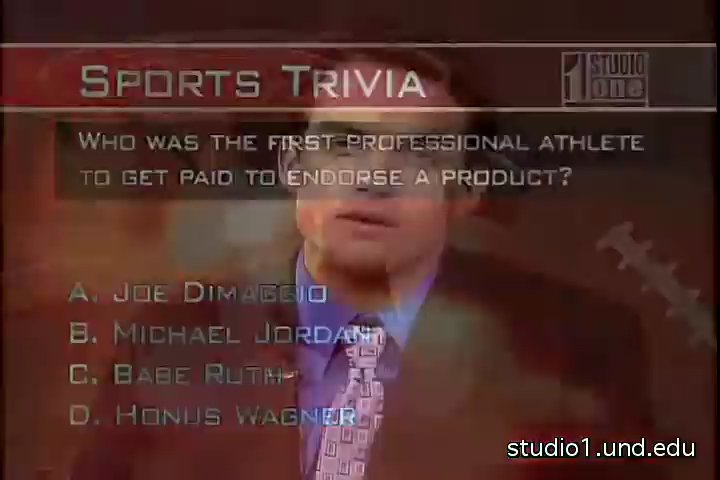 SPORTS TRIVIA
1 STUDIO
one
WHO WAS THE FIRST PROFESSIONAL ATHLETE
TO GET PAID TO ENDORSE A PRODUCT?
A. JOE DIMAGGIO
B. MICHAEL JORDAN
C. BABE RUTH
D. HONUS WAGNER
studio1.und.edu